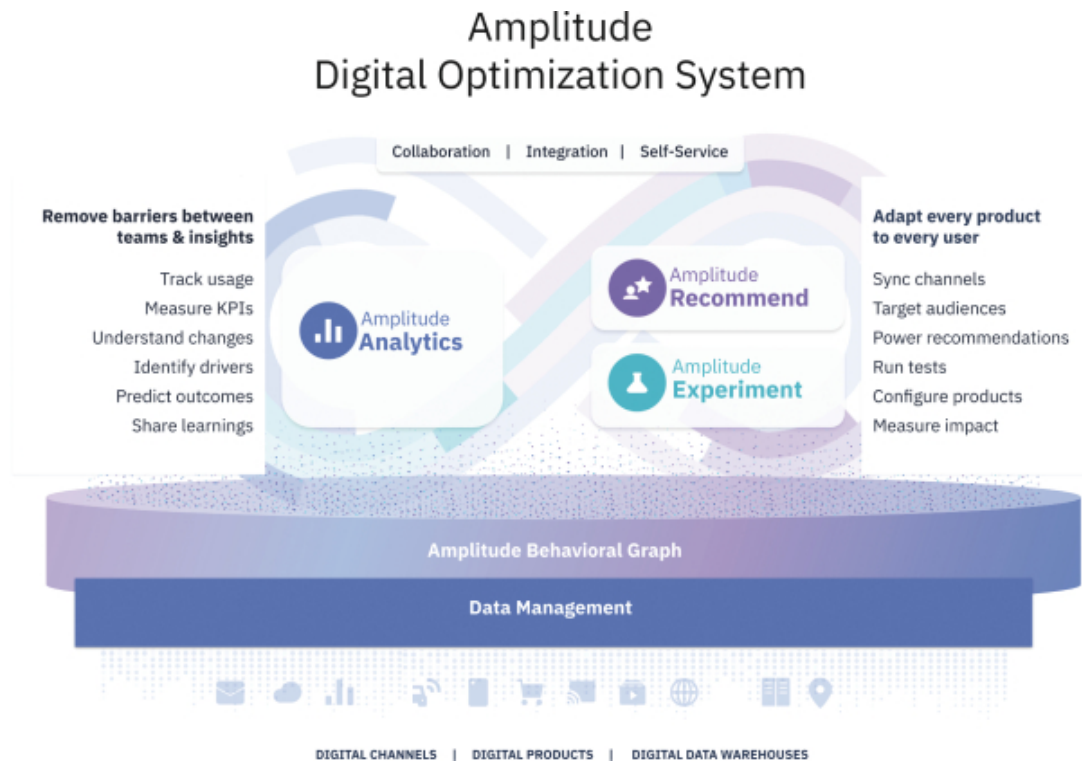 Amplitude
Digital Optimization System
Collaboration | Integration | Self-Service
Remove barriers between
teams & insights
Track usage
Measure KPIs
Understand changes
Identify drivers
Predict outcomes
Share learnings
Amplitude
Analytics
Amplitude
Recommend
Amplitude
Experiment
Adapt every product
to every user
Sync channels
Target audiences
Power recommendations
Run tests
Configure products
Measure impact
Amplitude Behavioral Graph
Data Management
DIGITAL CHANNELS | DIGITAL PRODUCTS | DIGITAL DATA WAREHOUSES